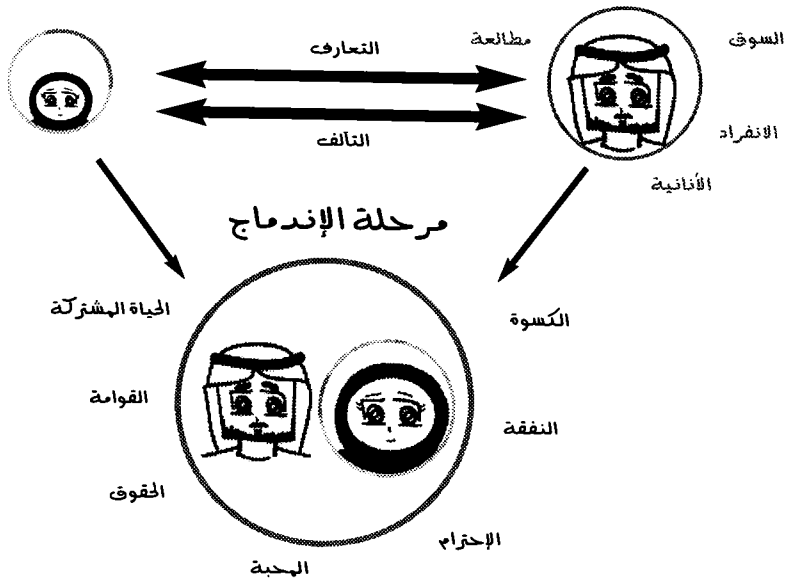 السوق
مطالعة
التعارف
الانفراد
التآلف
الأنانية
مرحلة الإندماج
الكسوة
الحياة المشتركة
القوامة
النفقة
الحقوق
الإحترام
المحبة